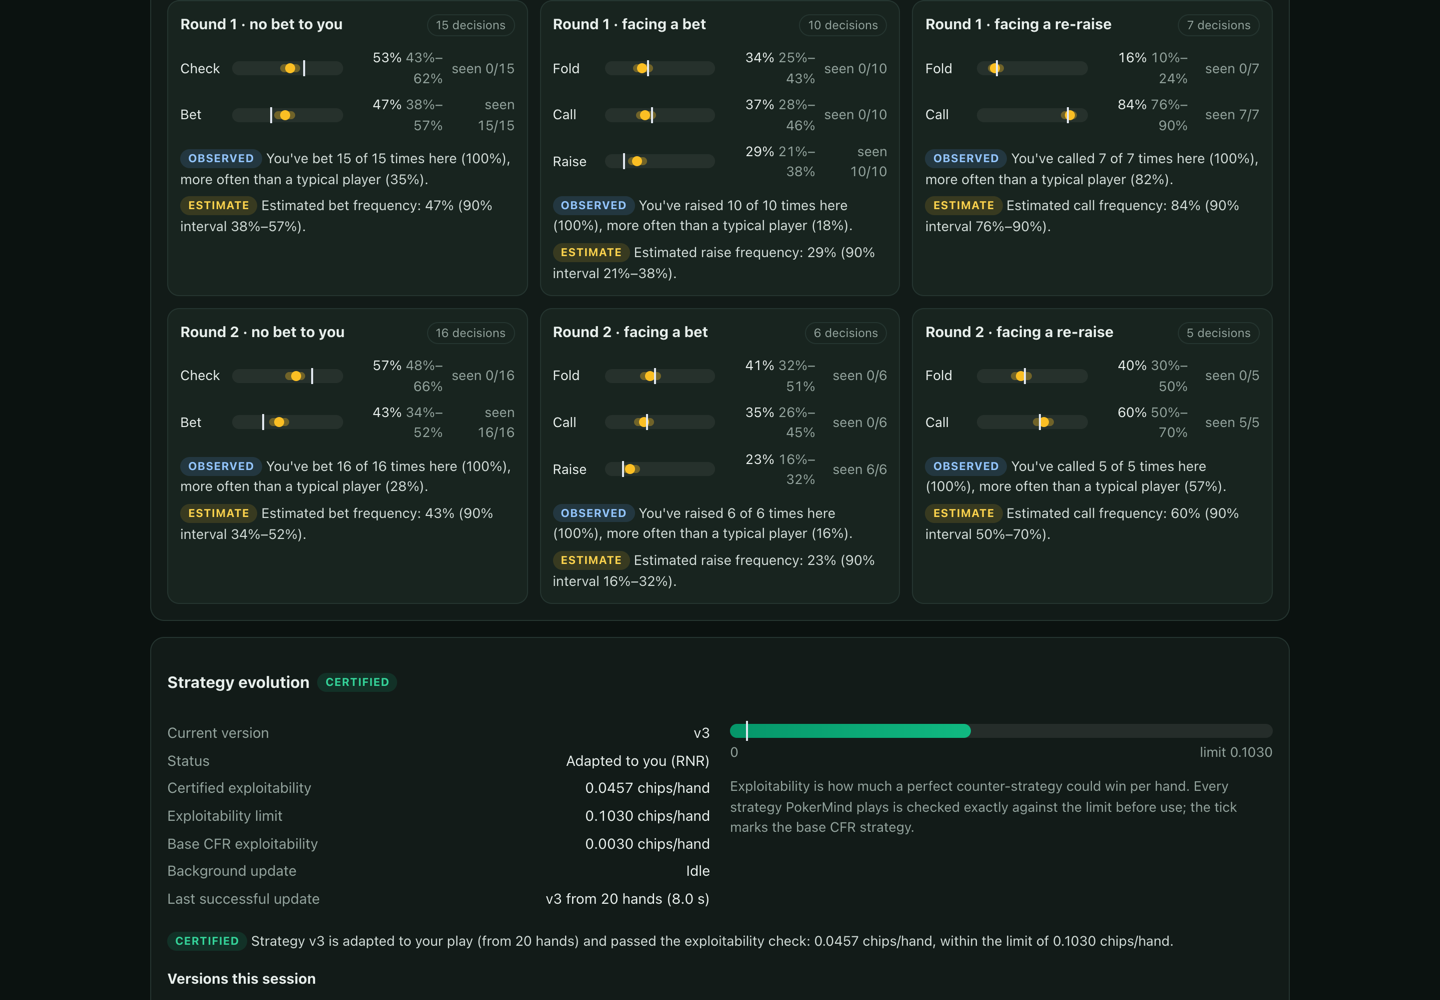 Round 1 · no bet to you
15 decisions
Check
53% 43%–
62%
seen 0/15
Bet
47% 38%–
57%
seen
15/15
OBSERVED You've bet 15 of 15 times here (100%),
more often than a typical player (35%).
ESTIMATE Estimated bet frequency: 47% (90%
interval 38%–57%).
Round 1 · facing a bet
10 decisions
Fold
34% 25%–
43%
seen 0/10
Call
37% 28%–
46%
seen 0/10
Raise
29% 21%–
38%
seen
10/10
OBSERVED You've raised 10 of 10 times here
(100%), more often than a typical player (18%).
ESTIMATE Estimated raise frequency: 29% (90%
interval 21%–38%).
Round 1 · facing a re-raise
7 decisions
Fold
16% 10%–
24%
seen 0/7
Call
84% 76%–
90%
seen 7/7
OBSERVED You've called 7 of 7 times here (100%),
more often than a typical player (82%).
ESTIMATE Estimated call frequency: 84% (90%
interval 76%–90%).
Round 2 · no bet to you
16 decisions
Check
57% 48%–
66%
seen 0/16
Bet
43% 34%–
52%
seen
16/16
OBSERVED You've bet 16 of 16 times here (100%),
more often than a typical player (28%).
ESTIMATE Estimated bet frequency: 43% (90%
interval 34%–52%).
Round 2 · facing a bet
6 decisions
Fold
41% 32%–
51%
seen 0/6
Call
35% 26%–
45%
seen 0/6
Raise
23% 16%–
32%
seen 6/6
OBSERVED You've raised 6 of 6 times here
(100%), more often than a typical player (16%).
ESTIMATE Estimated raise frequency: 23% (90%
interval 16%–32%).
Round 2 · facing a re-raise
5 decisions
Fold
40% 30%–
50%
seen 0/5
Call
60% 50%–
70%
seen 5/5
OBSERVED You've called 5 of 5 times here
(100%), more often than a typical player (57%).
ESTIMATE Estimated call frequency: 60% (90%
interval 50%–70%).
Strategy evolution CERTIFIED
Current version v3
Status Adapted to you (RNR)
Certified exploitability 0.0457 chips/hand
Exploitability limit 0.1030 chips/hand
Base CFR exploitability 0.0030 chips/hand
Background update Idle
Last successful update v3 from 20 hands (8.0 s)
0 limit 0.1030
Exploitability is how much a perfect counter-strategy could win per hand. Every
strategy PokerMind plays is checked exactly against the limit before use; the tick
marks the base CFR strategy.
CERTIFIED Strategy v3 is adapted to your play (from 20 hands) and passed the exploitability check: 0.0457 chips/hand, within the limit of 0.1030 chips/hand.
Versions this session